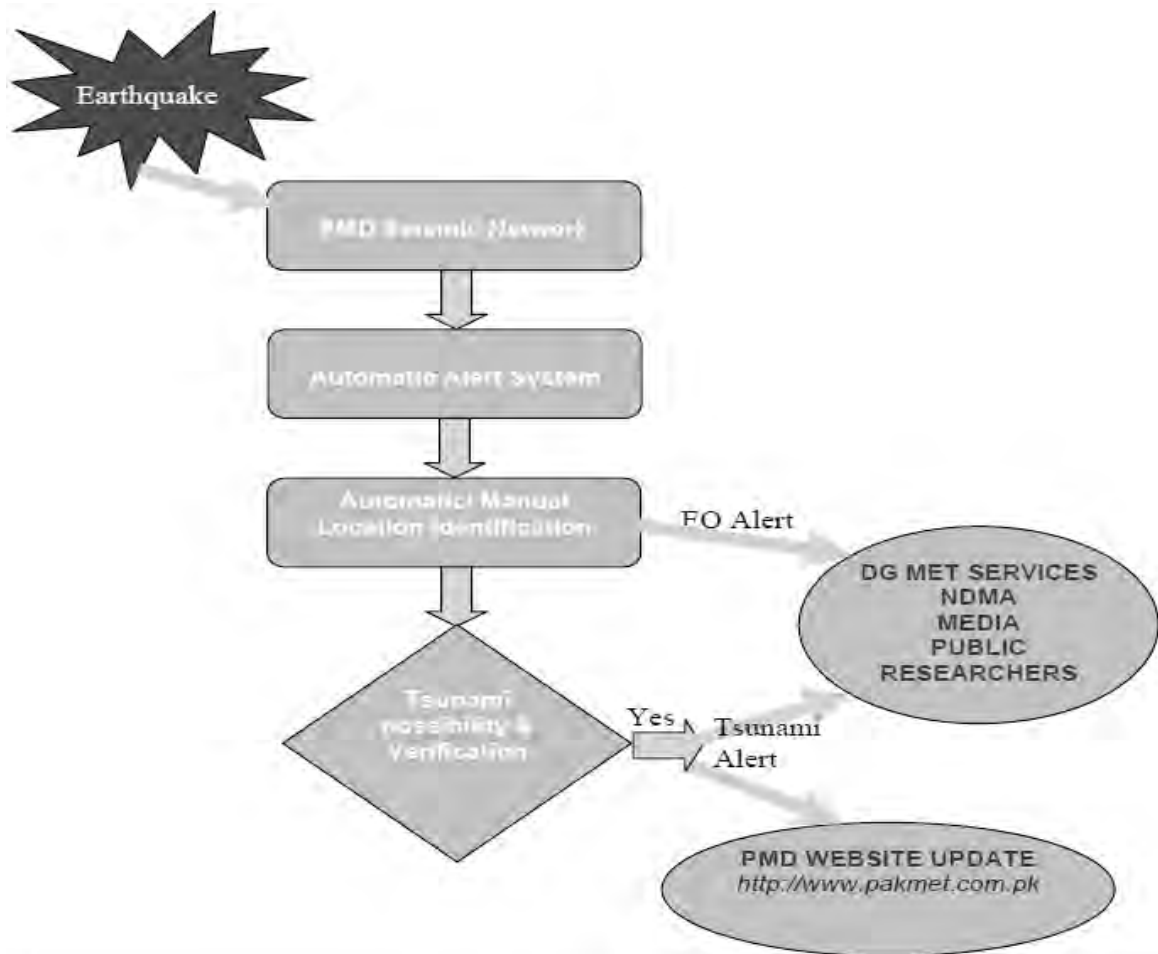 Earthquake
PMD Seismic Network
Automatic Alert System
Automatic/ Manual
Location Identification
EQ Alert
DG MET SERVICES
NDMA
MEDIA
PUBLIC
RESEARCHERS
Tsunami
possibility &
Verification
Yes
Tsunami
Alert
PMD WEBSITE UPDATE
http://www.pakmet.com.pk